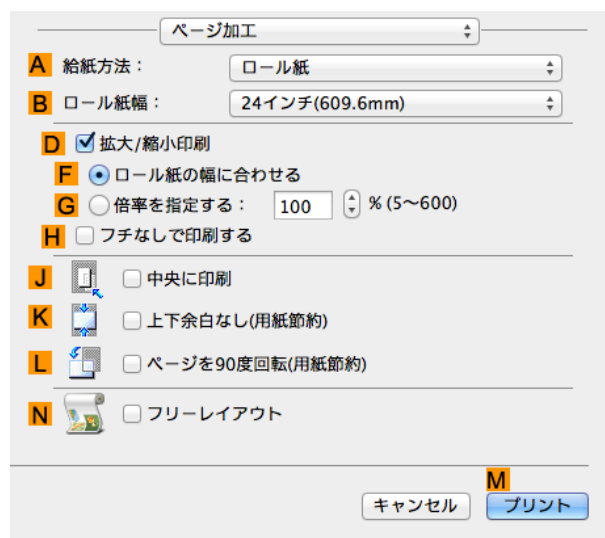 ページ加工
A 給紙方法： ロール紙
B ロール紙幅： 24インチ(609.6mm)
D 拡大/縮小印刷
F ロール紙の幅に合わせる
G 倍率を指定する： 100 % (5〜600)
H フチなしで印刷する
J 中央に印刷
K 上下余白なし(用紙節約)
L ページを90度回転(用紙節約)
N フリーレイアウト
M
キャンセル プリント